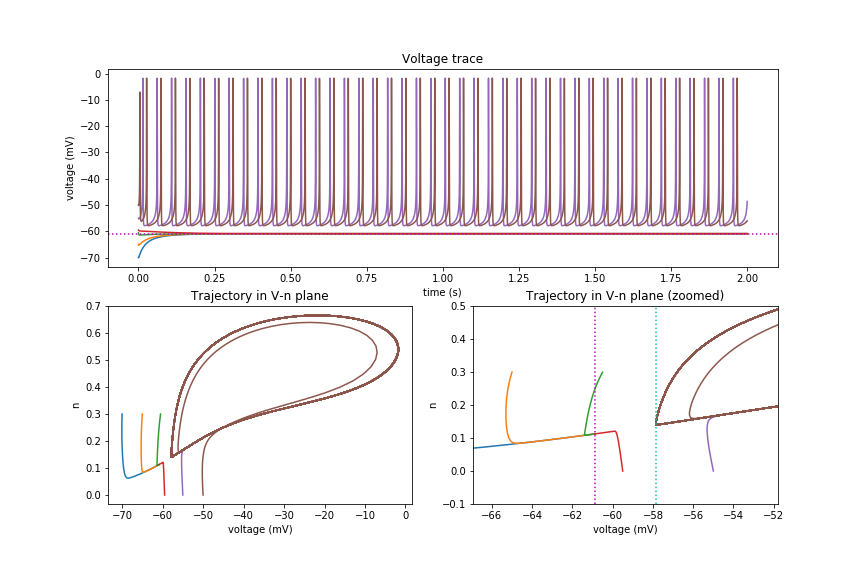 Voltage trace
voltage (mV)
0
−10
−20
−30
−40
−50
−60
−70
0.00 0.25 0.50 0.75 1.00 1.25 1.50 1.75 2.00
time (s)
Trajectory in V-n plane
n
0.7
0.6
0.5
0.4
0.3
0.2
0.1
0.0
−70 −60 −50 −40 −30 −20 −10 0
voltage (mV)
Trajectory in V-n plane (zoomed)
n
0.5
0.4
0.3
0.2
0.1
0.0
−0.1
−66 −64 −62 −60 −58 −56 −54 −52
voltage (mV)